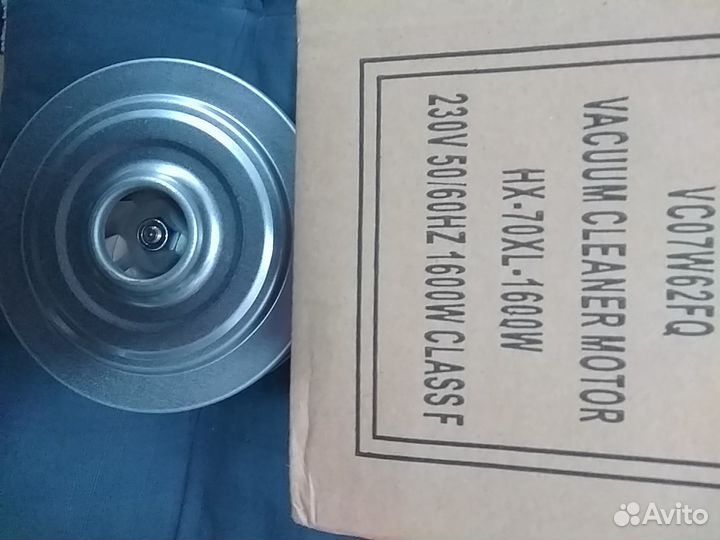 VC07W62FQ
VACUUM CLEANER MOTOR
HX-70XL-1600W
230V 50/60HZ 1600W CLASS F
Avito